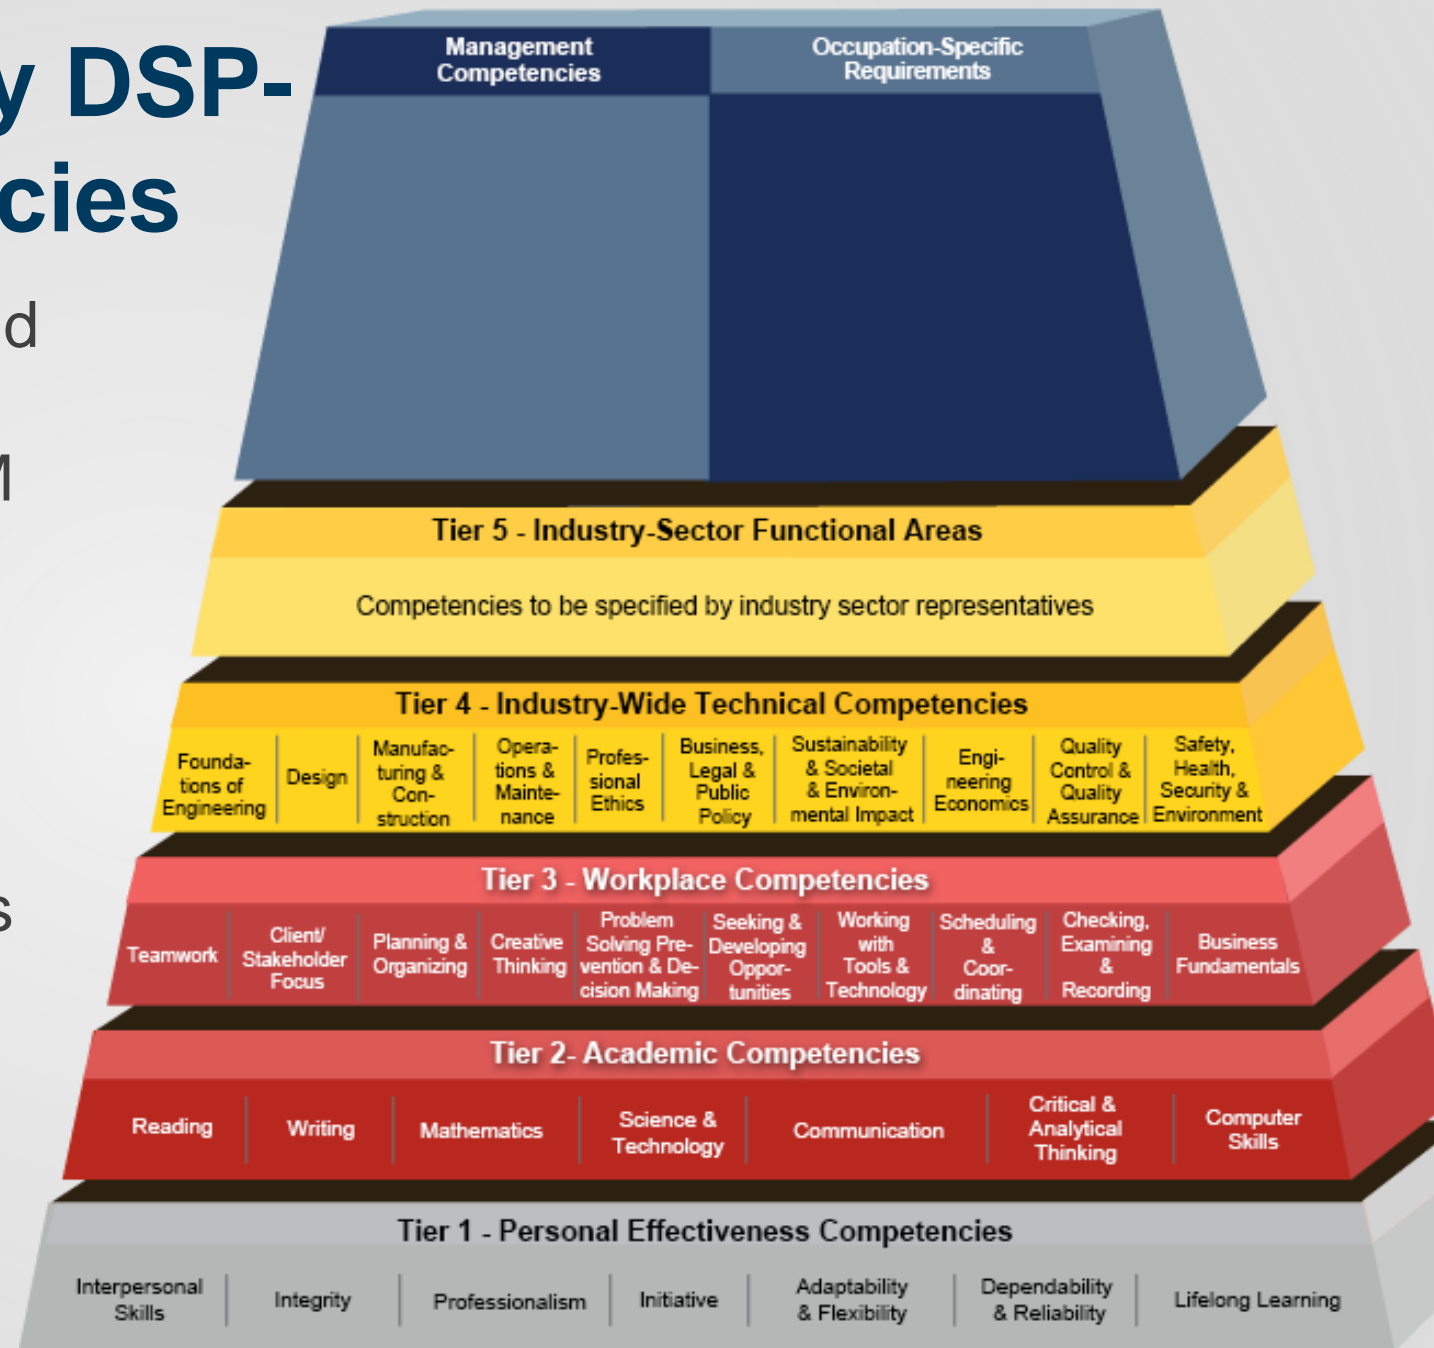 y DSP-
cies
d
M
s
Management
Competencies
Occupation-Specific
Requirements
Tier 5 - Industry-Sector Functional Areas
Competencies to be specified by industry sector representatives
Tier 4 - Industry-Wide Technical Competencies
Founda-
tions of
Engineering
Design
Manufac-
turing &
Con-
struction
Opera-
tions &
Mainte-
nance
Profes-
sional
Ethics
Business,
Legal &
Public
Policy
Sustainability
& Societal
& Environ-
mental Impact
Engi-
neering
Economics
Quality
Control &
Quality
Assurance
Safety,
Health,
Security &
Environment
Tier 3 - Workplace Competencies
Teamwork
Client/
Stakeholder
Focus
Planning &
Organizing
Creative
Thinking
Problem
Solving Pre-
vention & De-
cision Making
Seeking &
Developing
Oppor-
tunities
Working
with
Tools &
Technology
Scheduling
&
Coor-
dinating
Checking,
Examining
&
Recording
Business
Fundamentals
Tier 2- Academic Competencies
Reading
Writing
Mathematics
Science &
Technology
Communication
Critical &
Analytical
Thinking
Computer
Skills
Tier 1 - Personal Effectiveness Competencies
Interpersonal
Skills
Integrity
Professionalism
Initiative
Adaptability
& Flexibility
Dependability
& Reliability
Lifelong Learning